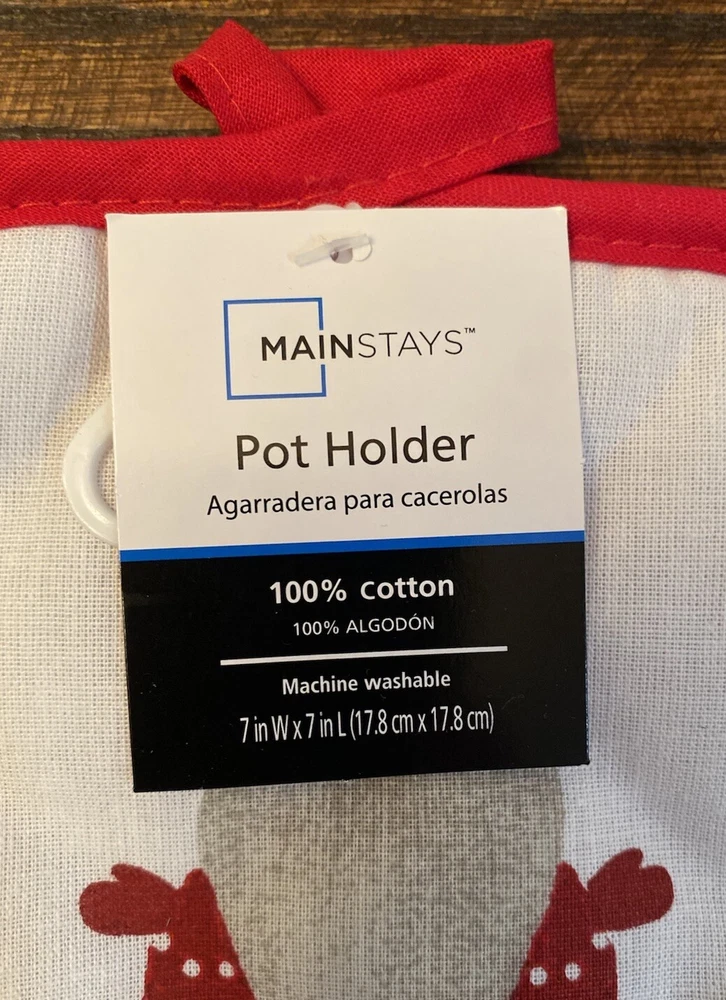 MAINSTAYS™
Pot Holder
Agarradera para cacerolas
100% cotton
100% ALGODÓN
Machine washable
7 in W x 7 in L (17.8 cm x 17.8 cm)